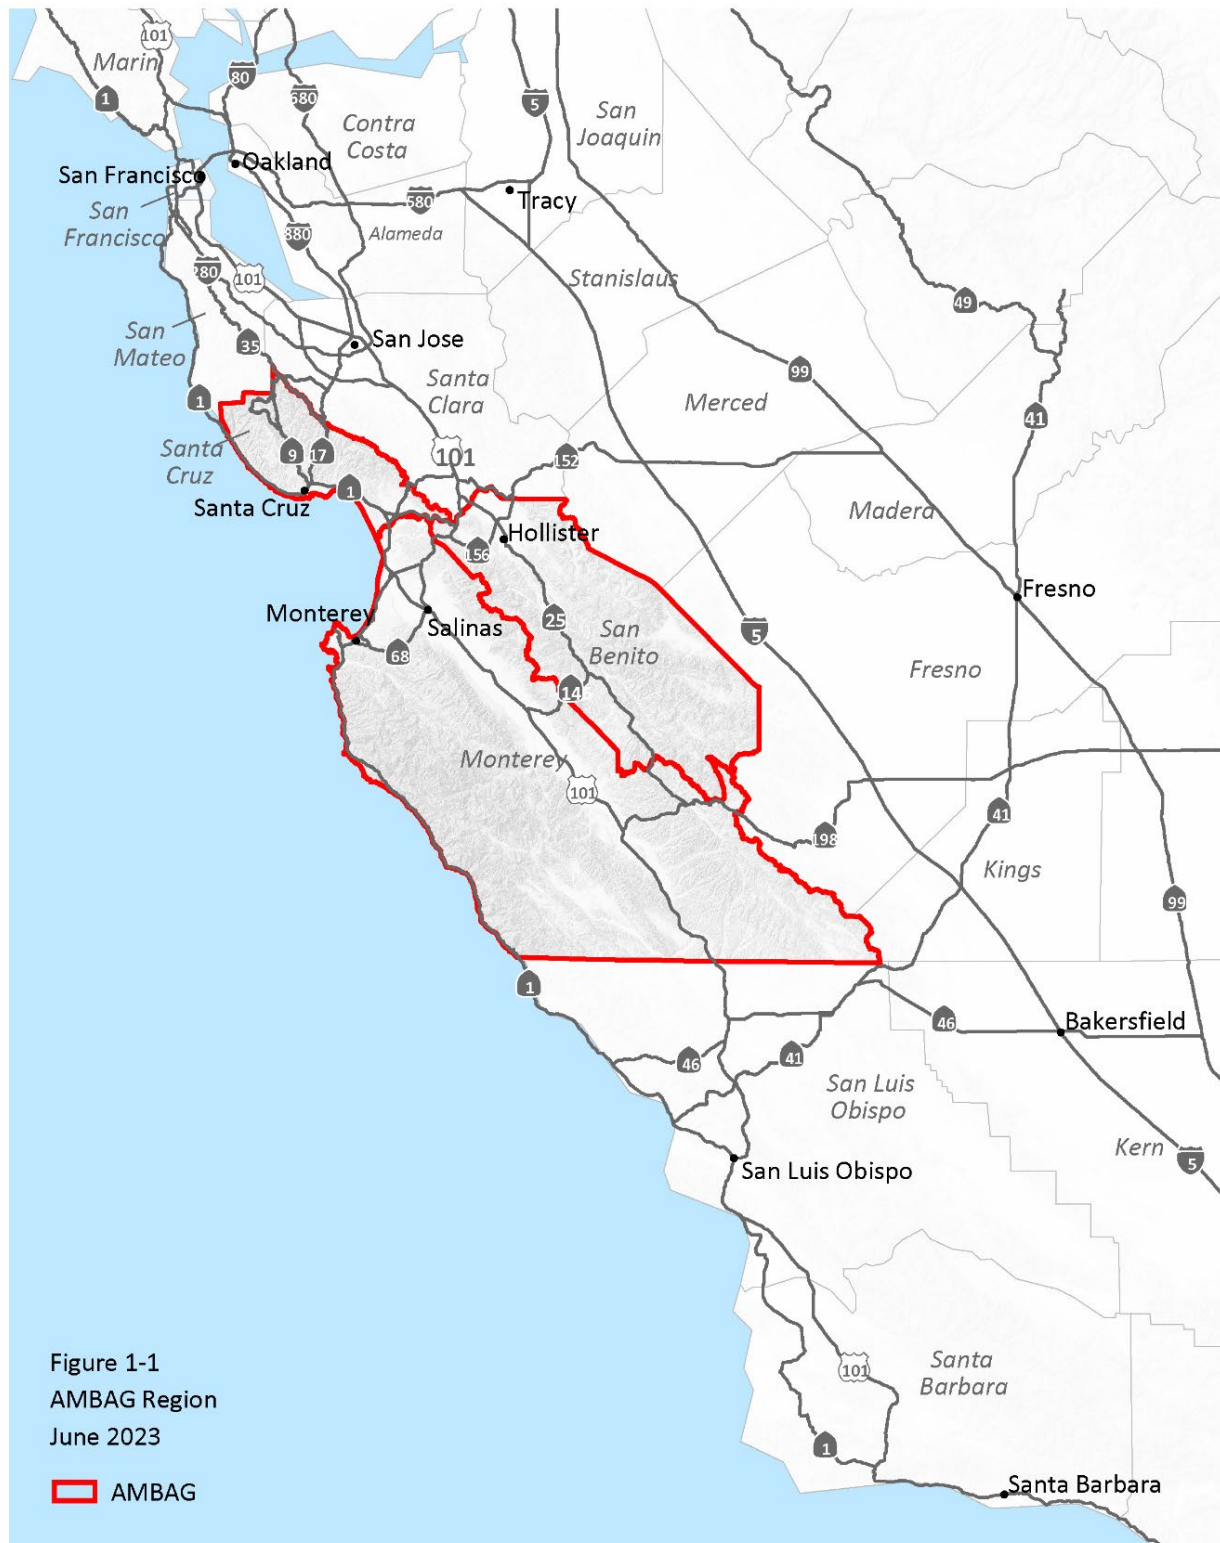 101
Marin
80
1
680
5
San
Joaquin
Contra
Costa
Oakland
San Francisco
580
Tracy
San
Francisco
880
Alameda
280
101
Stanislaus
49
San
Mateo
35
San Jose
99
Santa
Clara
1
Merced
41
Santa
Cruz
9
17
101
152
1
Santa Cruz
Madera
Hollister
156
Fresno
Monterey
Salinas
25
San
Benito
5
68
Fresno
146
Monterey
101
41
198
Kings
99
1
46
Bakersfield
46
41
San Luis
Obispo
Kern
5
San Luis Obispo
Figure 1-1
AMBAG Region
June 2023
AMBAG
101
Santa
Barbara
1
Santa Barbara